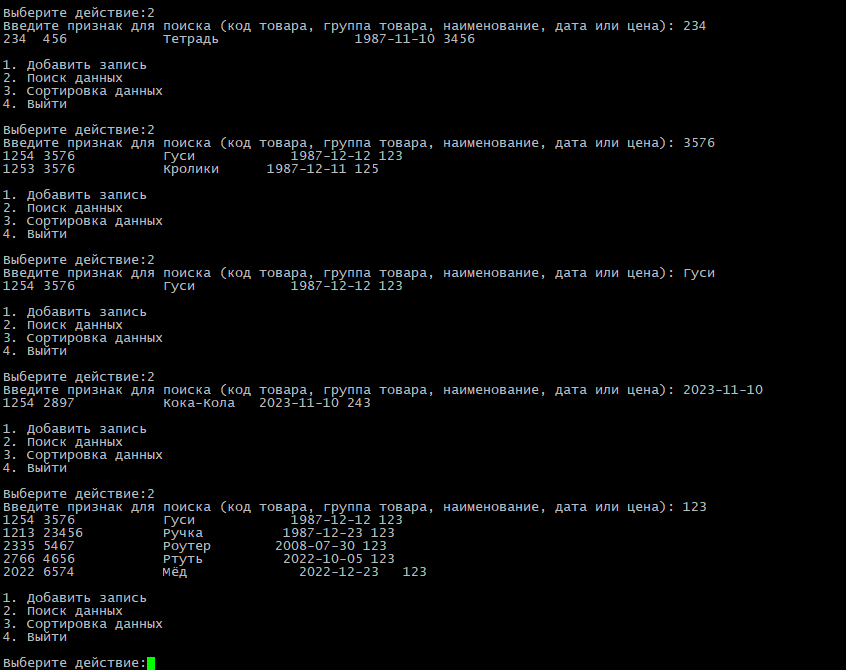 Выберите действие:2
Введите признак для поиска (код товара, группа товара, наименование, дата или цена): 234
234  456            Тетрадь                 1987-11-10 3456
1. Добавить запись
2. Поиск данных
3. Сортировка данных
4. Выйти
Выберите действие:2
Введите признак для поиска (код товара, группа товара, наименование, дата или цена): 3576
1254 3576           Гуси            1987-12-12 123
1253 3576           Кролики      1987-12-11 125
1. Добавить запись
2. Поиск данных
3. Сортировка данных
4. Выйти
Выберите действие:2
Введите признак для поиска (код товара, группа товара, наименование, дата или цена): Гуси
1254 3576           Гуси            1987-12-12 123
1. Добавить запись
2. Поиск данных
3. Сортировка данных
4. Выйти
Выберите действие:2
Введите признак для поиска (код товара, группа товара, наименование, дата или цена): 2023-11-10
1254 2897           Кока-Кола   2023-11-10 243
1. Добавить запись
2. Поиск данных
3. Сортировка данных
4. Выйти
Выберите действие:2
Введите признак для поиска (код товара, группа товара, наименование, дата или цена): 123
1254 3576           Гуси            1987-12-12 123
1213 23456          Ручка          1987-12-23 123
2335 5467           Роутер        2008-07-30 123
2766 4656           Ртуть          2022-10-05 123
2022 6574           Мёд              2022-12-23   123
1. Добавить запись
2. Поиск данных
3. Сортировка данных
4. Выйти
Выберите действие: